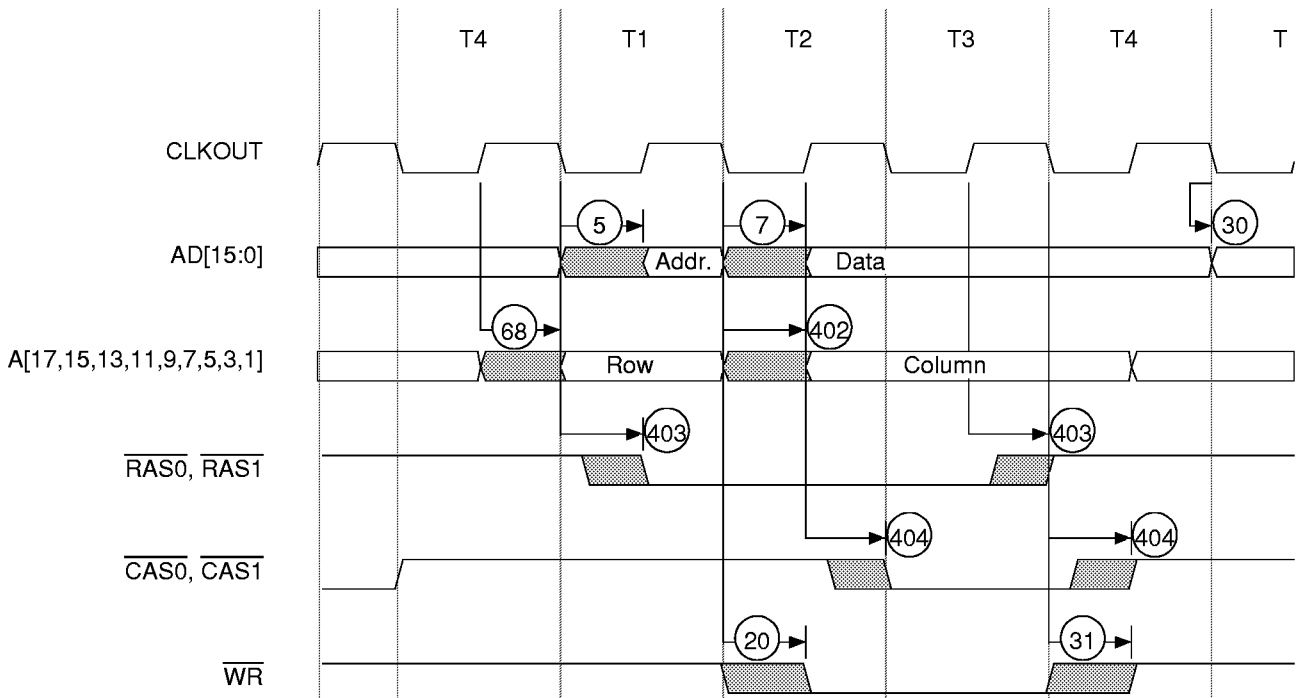 T4 T1 T2 T3 T4 T
CLKOUT
5 7 30
AD[15:0] Addr. Data
68 402
A[17,15,13,11,9,7,5,3,1] Row Column
403 403
RAS0, RAS1
404 404
CAS0, CAS1
20 31
WR